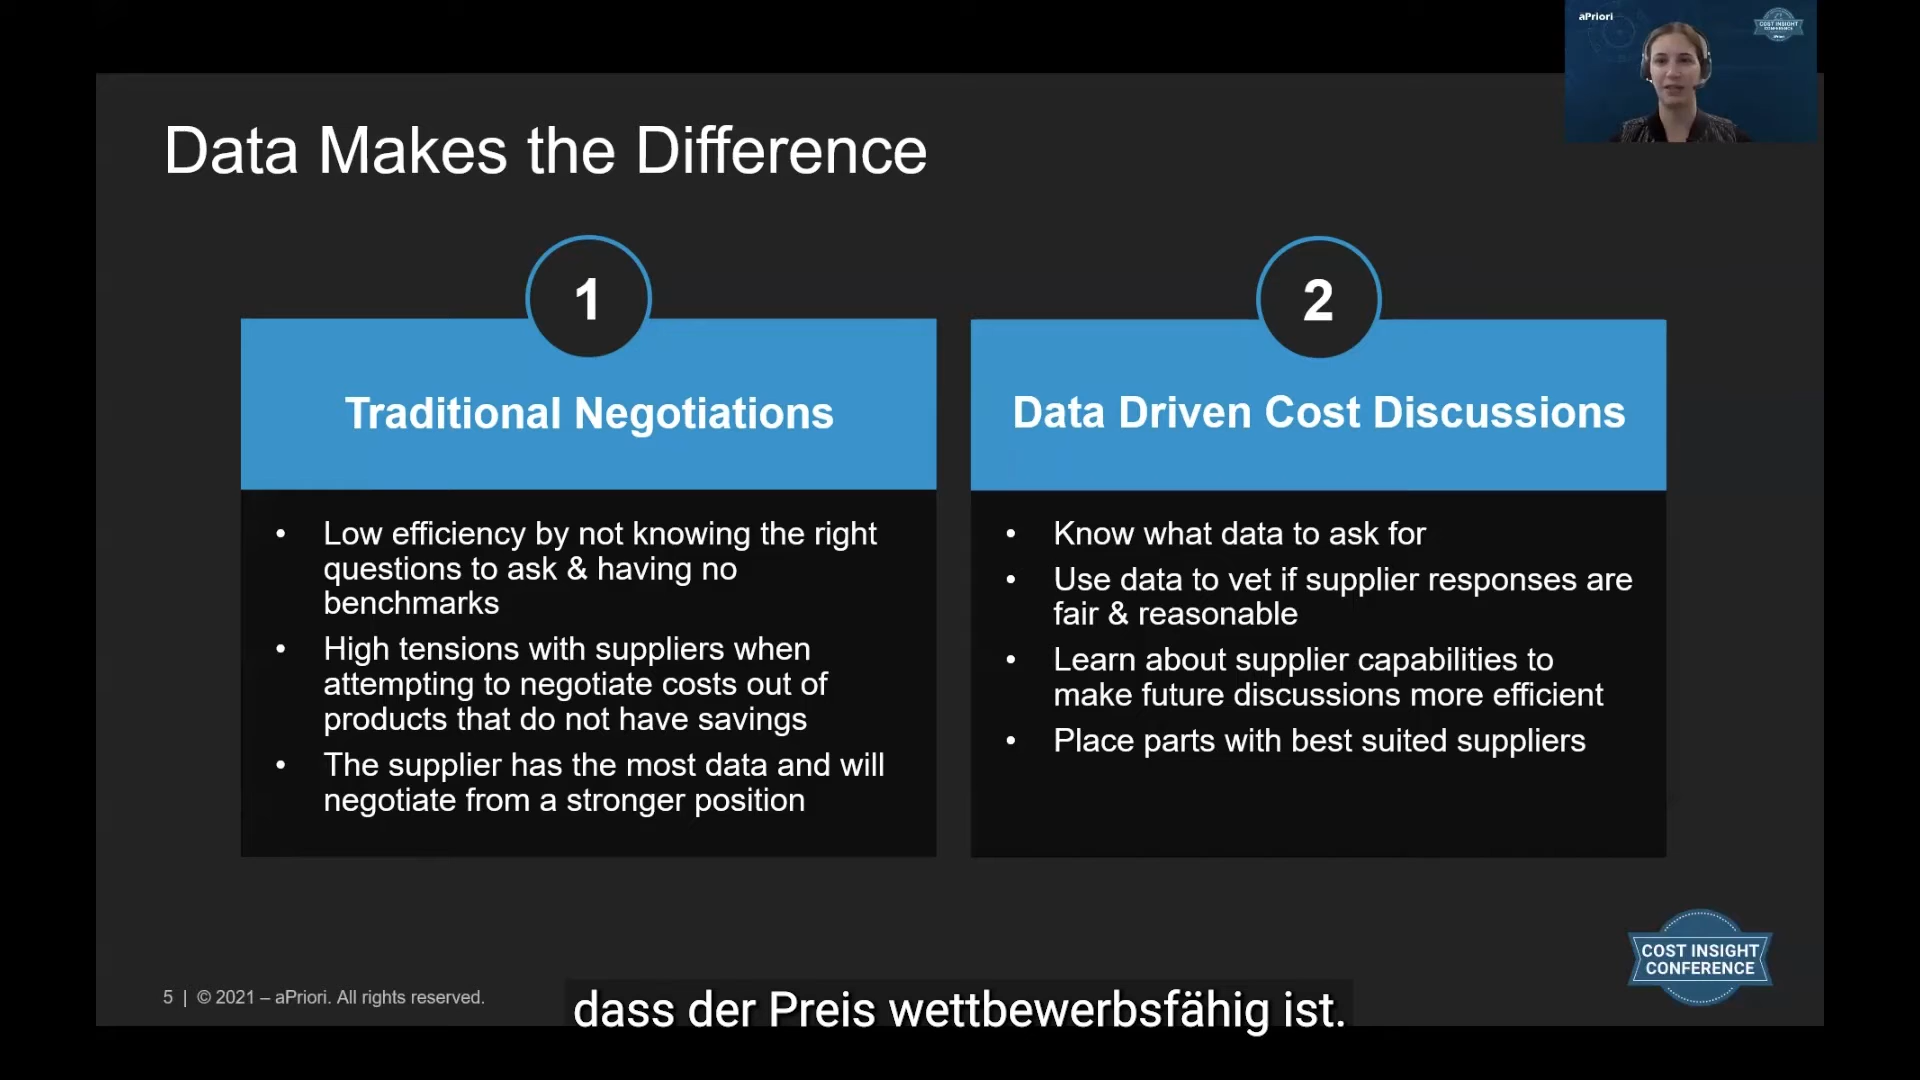 aPriori
COST INSIGHT
CONFERENCE
Data Makes the Difference
1
Traditional Negotiations
• Low efficiency by not knowing the right
questions to ask & having no
benchmarks
• High tensions with suppliers when
attempting to negotiate costs out of
products that do not have savings
• The supplier has the most data and will
negotiate from a stronger position
2
Data Driven Cost Discussions
• Know what data to ask for
• Use data to vet if supplier responses are
fair & reasonable
• Learn about supplier capabilities to
make future discussions more efficient
• Place parts with best suited suppliers
COST INSIGHT
CONFERENCE
5 | © 2021 – aPriori. All rights reserved.
dass der Preis wettbewerbsfähig ist.